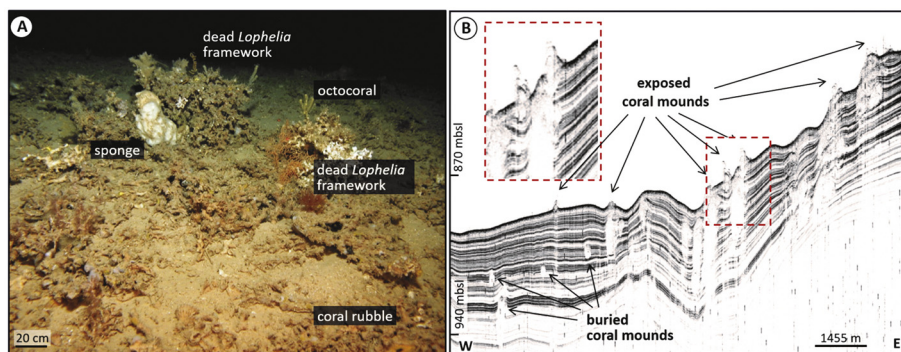 A
dead Lophelia
framework
octocoral
sponge
dead Lophelia
framework
coral rubble
20 cm
B
exposed
coral mounds
870 mbsl
940 mbsl
buried
coral mounds
W
1455 m
E